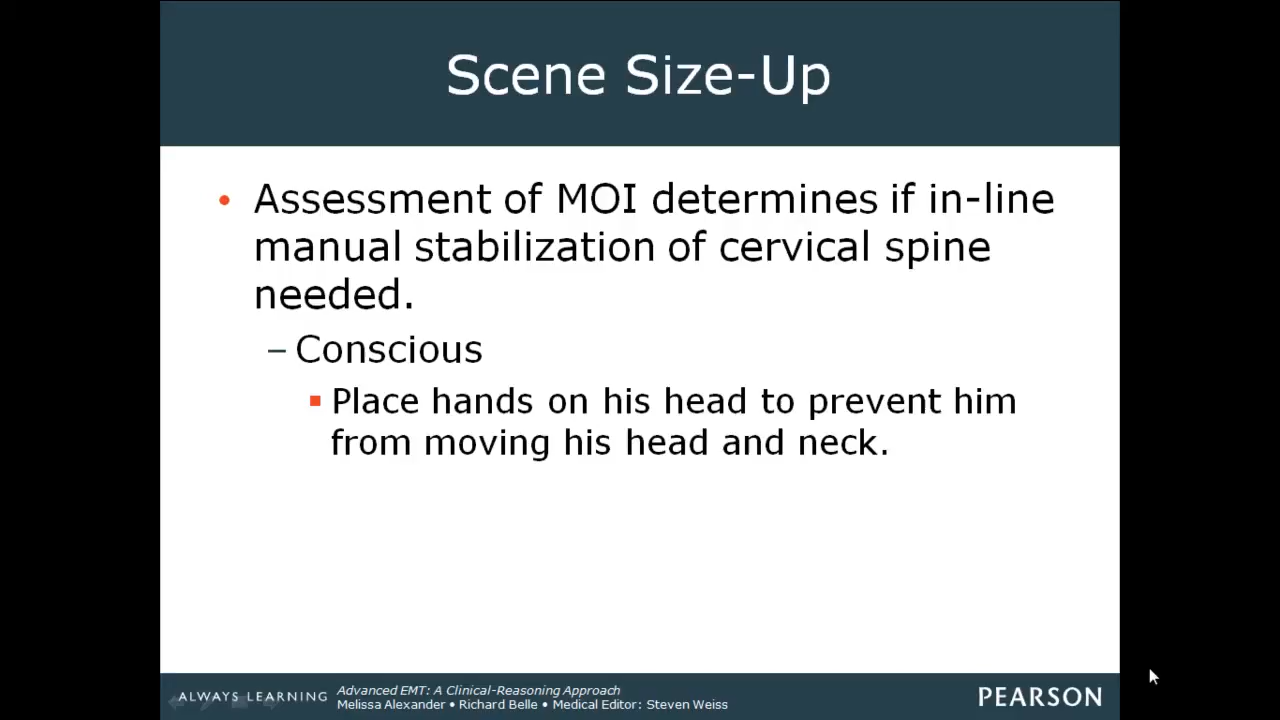 Scene Size-Up
• Assessment of MOI determines if in-line
manual stabilization of cervical spine
needed.
– Conscious
▪ Place hands on his head to prevent him
from moving his head and neck.
ALWAYS LEARNING
Advanced EMT: A Clinical-Reasoning Approach
Melissa Alexander • Richard Belle • Medical Editor: Steven Weiss
PEARSON